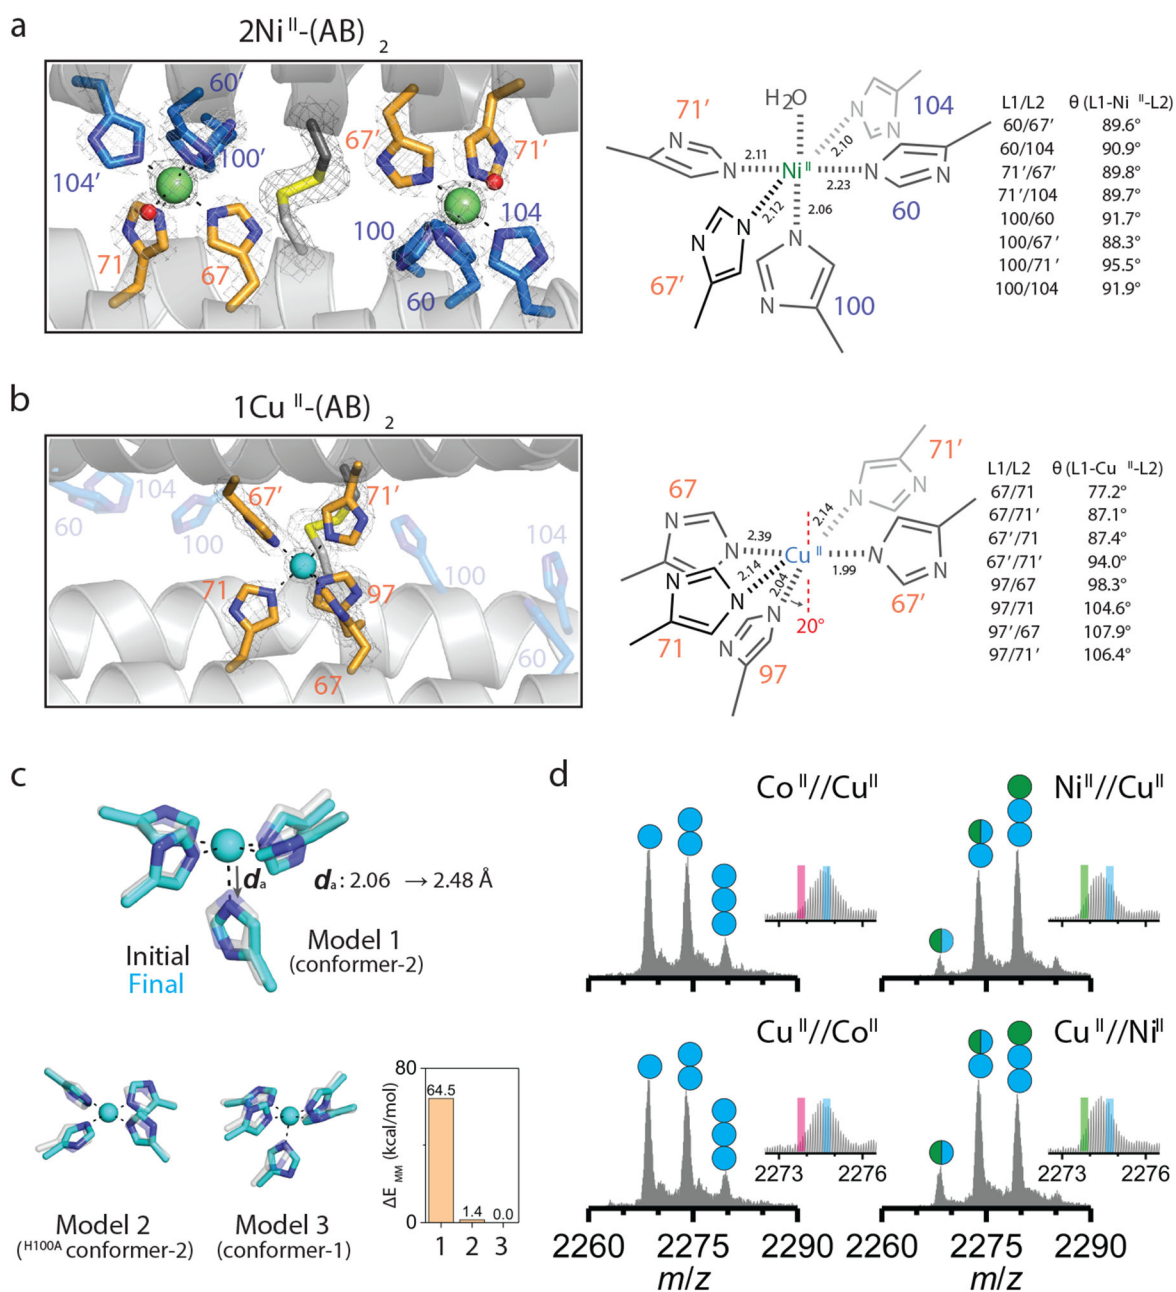 a
2Ni II-(AB) 2
60′
104′
100′
67′
71′
100
104
71
67
60
H2O
104
71′
2.11
2.10
Ni II
2.23
2.12
2.06
60
N
N
N
N
N
N
N
N
N
N
67′
100
L1/L2 θ (L1-Ni II-L2)
60/67′ 89.6°
60/104 90.9°
71′/67′ 89.8°
71′/104 89.7°
100/60 91.7°
100/67′ 88.3°
100/71′ 95.5°
100/104 91.9°
b
1Cu II-(AB) 2
104
60
100
67′
71′
104
100
71
97
60
67
71′
67
2.39
2.14
Cu II
2.14
2.04
1.99
20°
67′
N
N
N
N
N
N
N
N
N
N
71
97
L1/L2 θ (L1-Cu II-L2)
67/71 77.2°
67/71′ 87.1°
67′/71 87.4°
67′/71′ 94.0°
97/67 98.3°
97/71 104.6°
97′/67 107.9°
97/71′ 106.4°
c
da
da: 2.06 → 2.48 Å
Initial
Final
Model 1
(conformer-2)
Model 2
(H100A conformer-2)
Model 3
(conformer-1)
ΔE MM (kcal/mol)
80
0
64.5
1.4
0.0
1 2 3
d
Co II//Cu II
Ni II//Cu II
Cu II//Co II
2273 2276
Cu II//Ni II
2273 2276
2260 2275 2290
m/z
2260 2275 2290
m/z